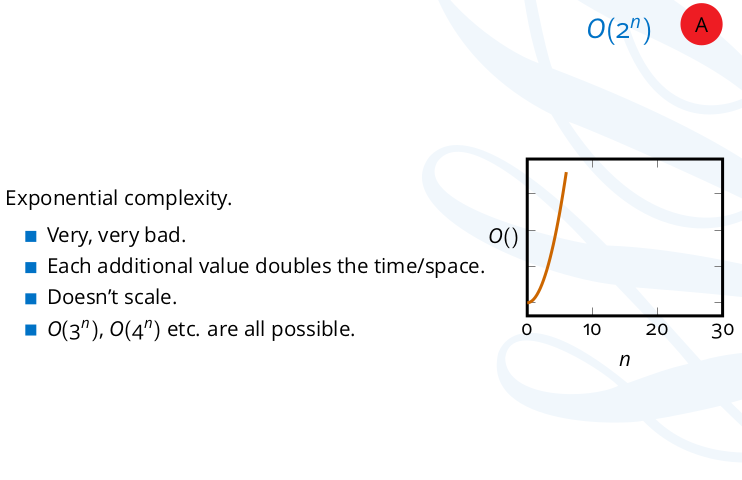 O(2ⁿ)
A
Exponential complexity.
Very, very bad.
Each additional value doubles the time/space.
Doesn’t scale.
O(3ⁿ), O(4ⁿ) etc. are all possible.
O()
0 10 20 30
n